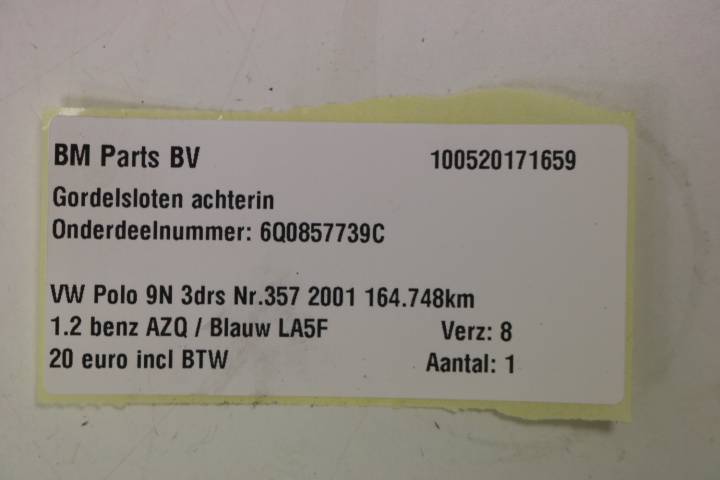 BM Parts BV 100520171659
Gordelsloten achterin
Onderdeelnummer: 6Q0857739C
VW Polo 9N 3drs Nr.357 2001 164.748km
1.2 benz AZQ / Blauw LA5F Verz: 8
20 euro incl BTW Aantal: 1